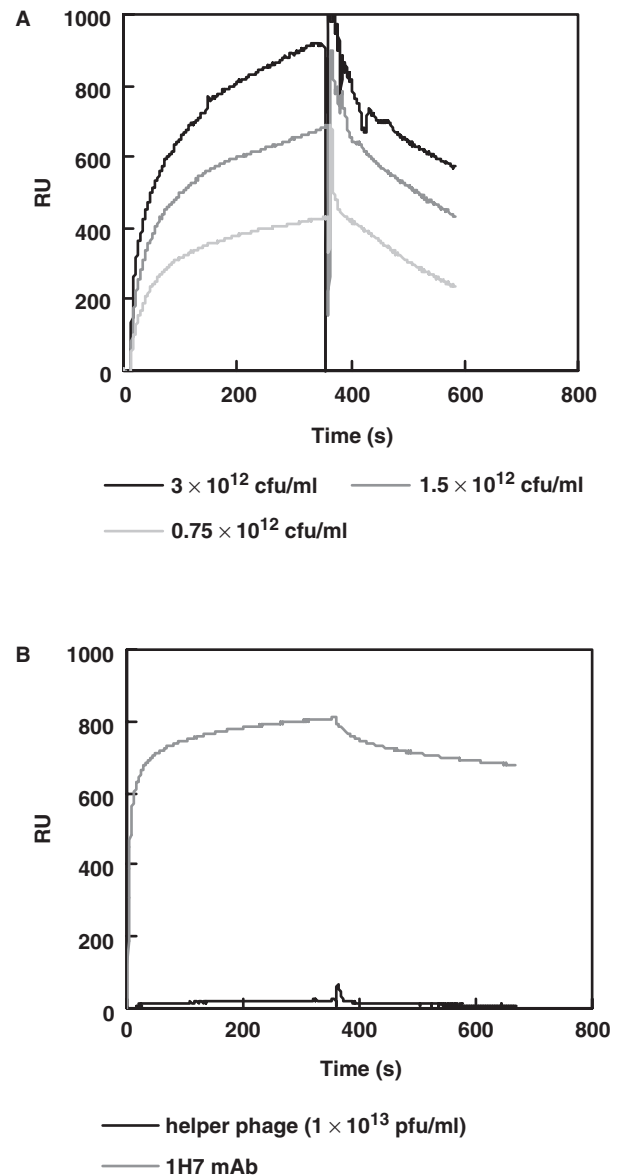 A
1000
800
600
400
200
0
RU
0 200 400 600 800
Time (s)
3 × 10¹² cfu/ml 1.5 × 10¹² cfu/ml
0.75 × 10¹² cfu/ml
B
1000
800
600
400
200
0
RU
0 200 400 600 800
Time (s)
helper phage (1 × 10¹³ pfu/ml)
1H7 mAb